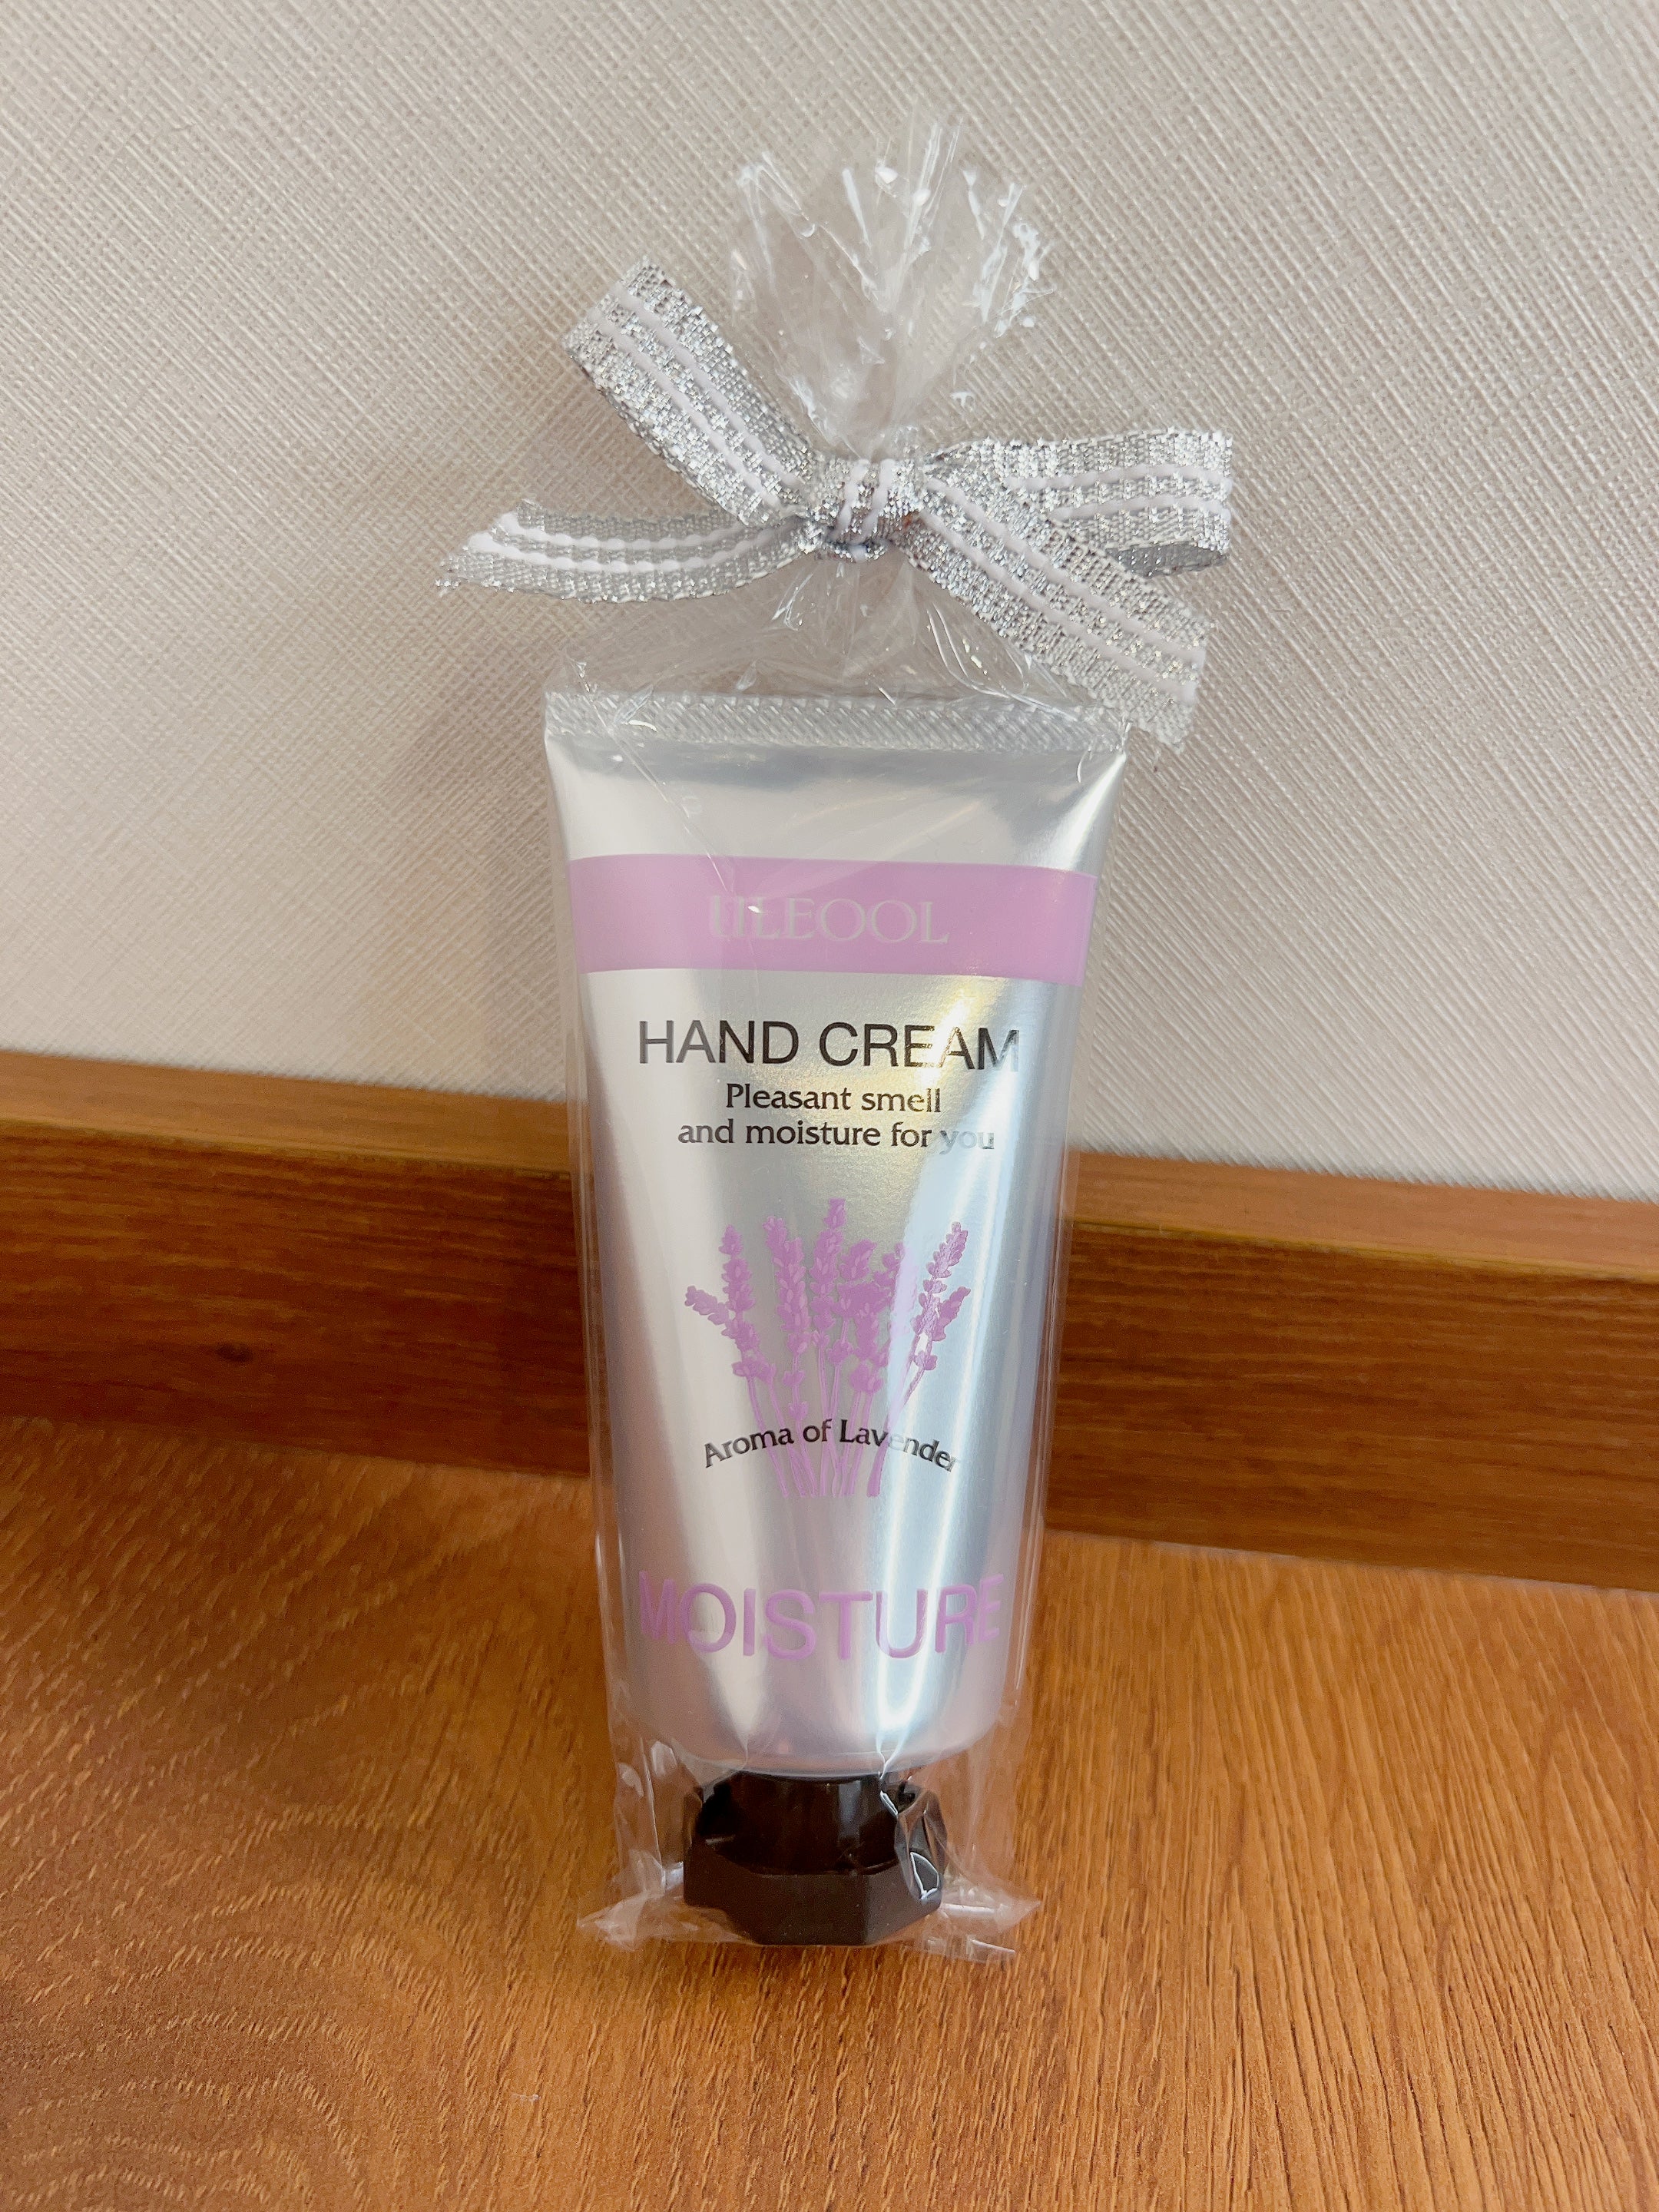 LILEOOL
HAND CREAM
Pleasant smell
and moisture for you
Aroma of Lavender
MOISTURE